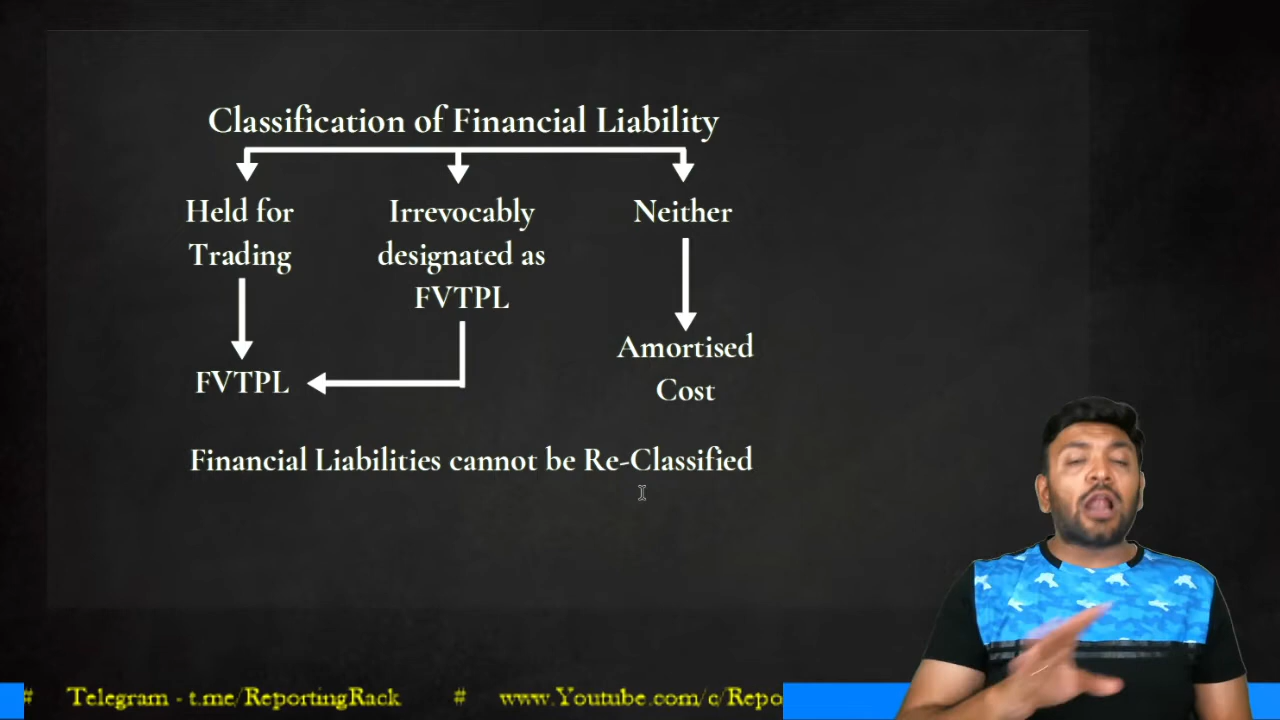 Classification of Financial Liability
Held for
Trading
Irrevocably
designated as
FVTPL
Neither
FVTPL
Amortised
Cost
Financial Liabilities cannot be Re-Classified
# Telegram - t.me/ReportingRack # www.Youtube.com/c/Repo